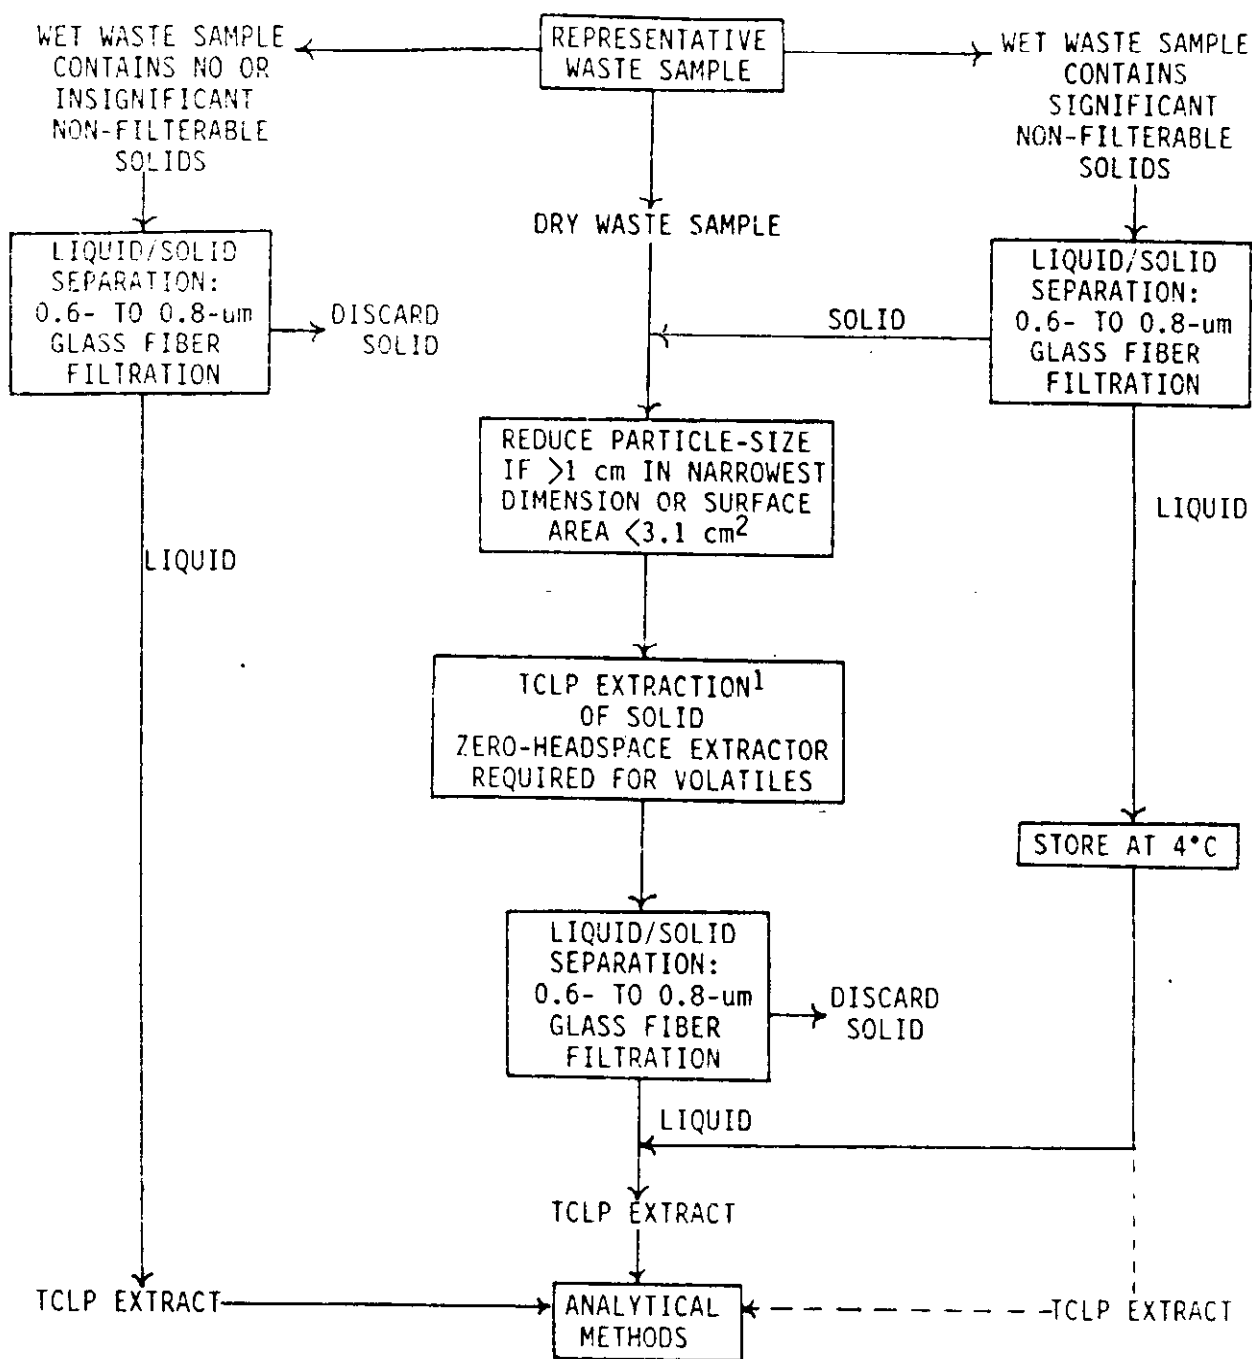 REPRESENTATIVE
WASTE SAMPLE
WET WASTE SAMPLE
CONTAINS NO OR
INSIGNIFICANT
NON-FILTERABLE
SOLIDS
WET WASTE SAMPLE
CONTAINS
SIGNIFICANT
NON-FILTERABLE
SOLIDS
DRY WASTE SAMPLE
LIQUID/SOLID
SEPARATION:
0.6- TO 0.8-um
GLASS FIBER
FILTRATION
DISCARD
SOLID
SOLID
LIQUID/SOLID
SEPARATION:
0.6- TO 0.8-um
GLASS FIBER
FILTRATION
REDUCE PARTICLE-SIZE
IF >1 cm IN NARROWEST
DIMENSION OR SURFACE
AREA <3.1 cm²
LIQUID
LIQUID
TCLP EXTRACTION¹
OF SOLID
ZERO-HEADSPACE EXTRACTOR
REQUIRED FOR VOLATILES
STORE AT 4°C
LIQUID/SOLID
SEPARATION:
0.6- TO 0.8-um
GLASS FIBER
FILTRATION
DISCARD
SOLID
LIQUID
TCLP EXTRACT
TCLP EXTRACT
ANALYTICAL
METHODS
TCLP EXTRACT